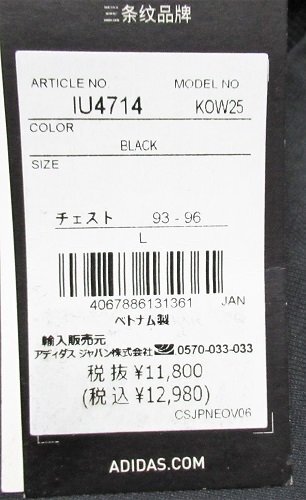 三条纹品牌
ARTICLE NO. MODEL NO
IU4714 KOW25
COLOR
BLACK
SIZE
チェスト 93 - 96
L
4067886131361 JAN
ベトナム製
輸入販売元
アディダス ジャパン株式会社 0570-033-033
税抜¥11,800
(税込¥12,980)
CSJPNEOV06
ADIDAS.COM